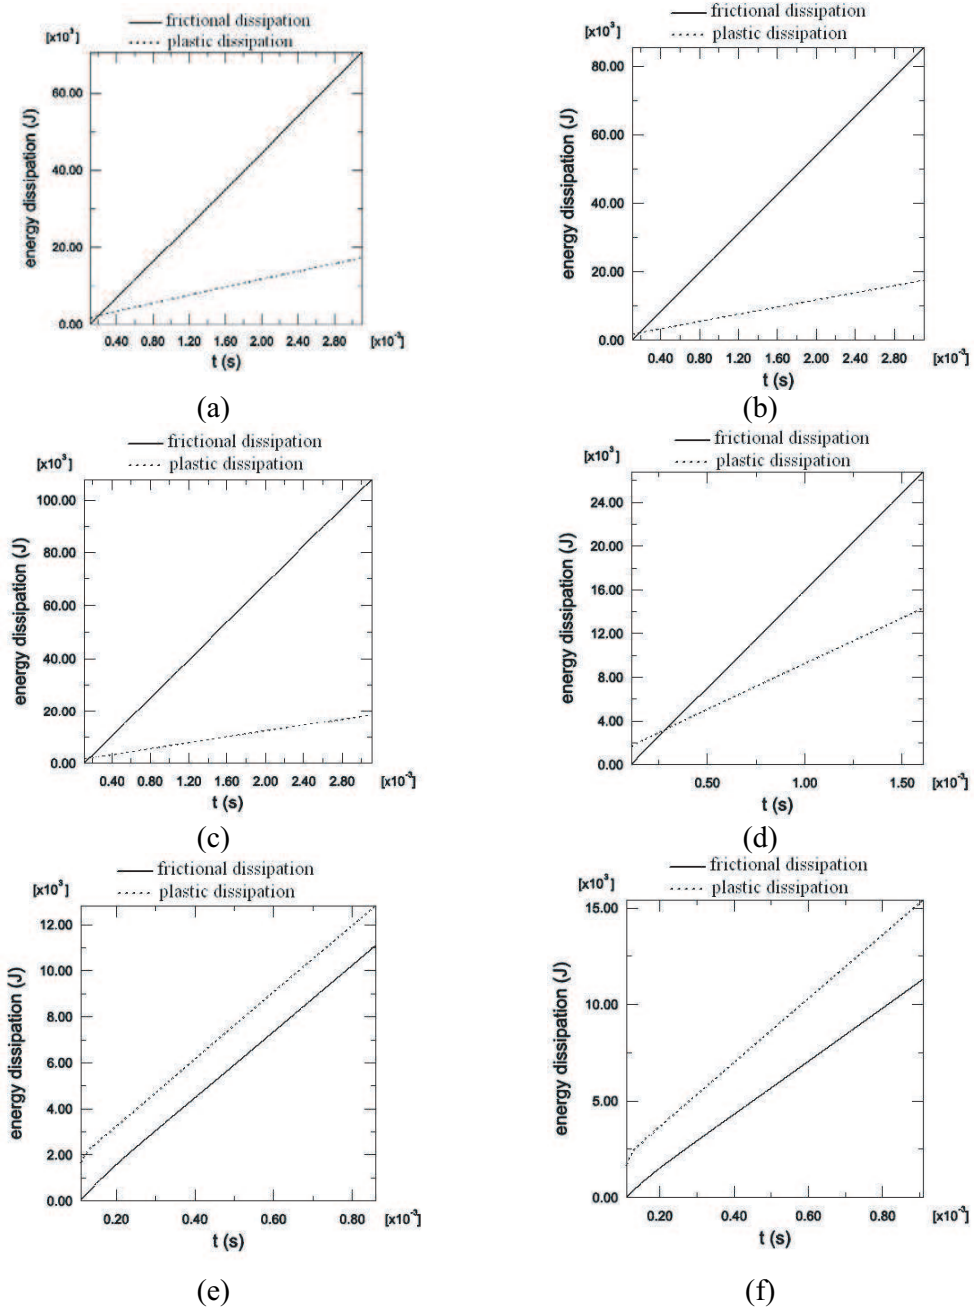 frictional dissipation
[x10³]
plastic dissipation
60.00
40.00
20.00
0.00
energy dissipation (J)
0.40 0.80 1.20 1.60 2.00 2.40 2.80 [x10⁻³]
t (s)
(a)
frictional dissipation
[x10³]
plastic dissipation
80.00
60.00
40.00
20.00
0.00
energy dissipation (J)
0.40 0.80 1.20 1.60 2.00 2.40 2.80 [x10⁻³]
t (s)
(b)
frictional dissipation
[x10³]
plastic dissipation
100.00
80.00
60.00
40.00
20.00
0.00
energy dissipation (J)
0.40 0.80 1.20 1.60 2.00 2.40 2.80 [x10⁻³]
t (s)
(c)
frictional dissipation
[x10³]
plastic dissipation
24.00
20.00
16.00
12.00
8.00
4.00
0.00
energy dissipation (J)
0.50 1.00 1.50 [x10⁻³]
t (s)
(d)
frictional dissipation
[x10³]
plastic dissipation
12.00
10.00
8.00
6.00
4.00
2.00
0.00
energy dissipation (J)
0.20 0.40 0.60 0.80 [x10⁻³]
t (s)
(e)
frictional dissipation
[x10³]
plastic dissipation
15.00
10.00
5.00
0.00
energy dissipation (J)
0.20 0.40 0.60 0.80 [x10⁻³]
t (s)
(f)